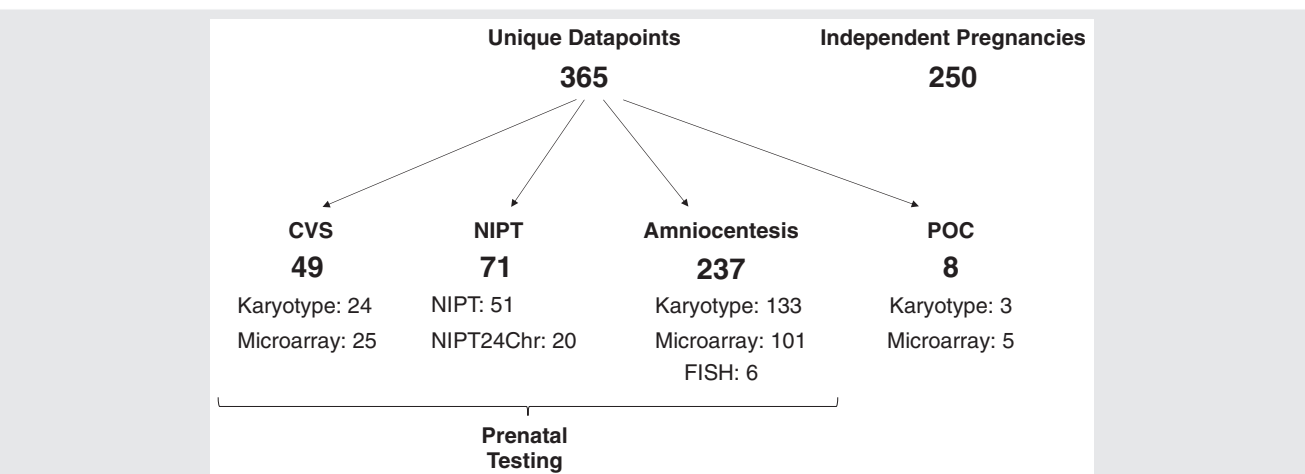 Unique Datapoints
365
Independent Pregnancies
250
CVS
49
Karyotype: 24
Microarray: 25
NIPT
71
NIPT: 51
NIPT24Chr: 20
Amniocentesis
237
Karyotype: 133
Microarray: 101
FISH: 6
POC
8
Karyotype: 3
Microarray: 5
Prenatal
Testing